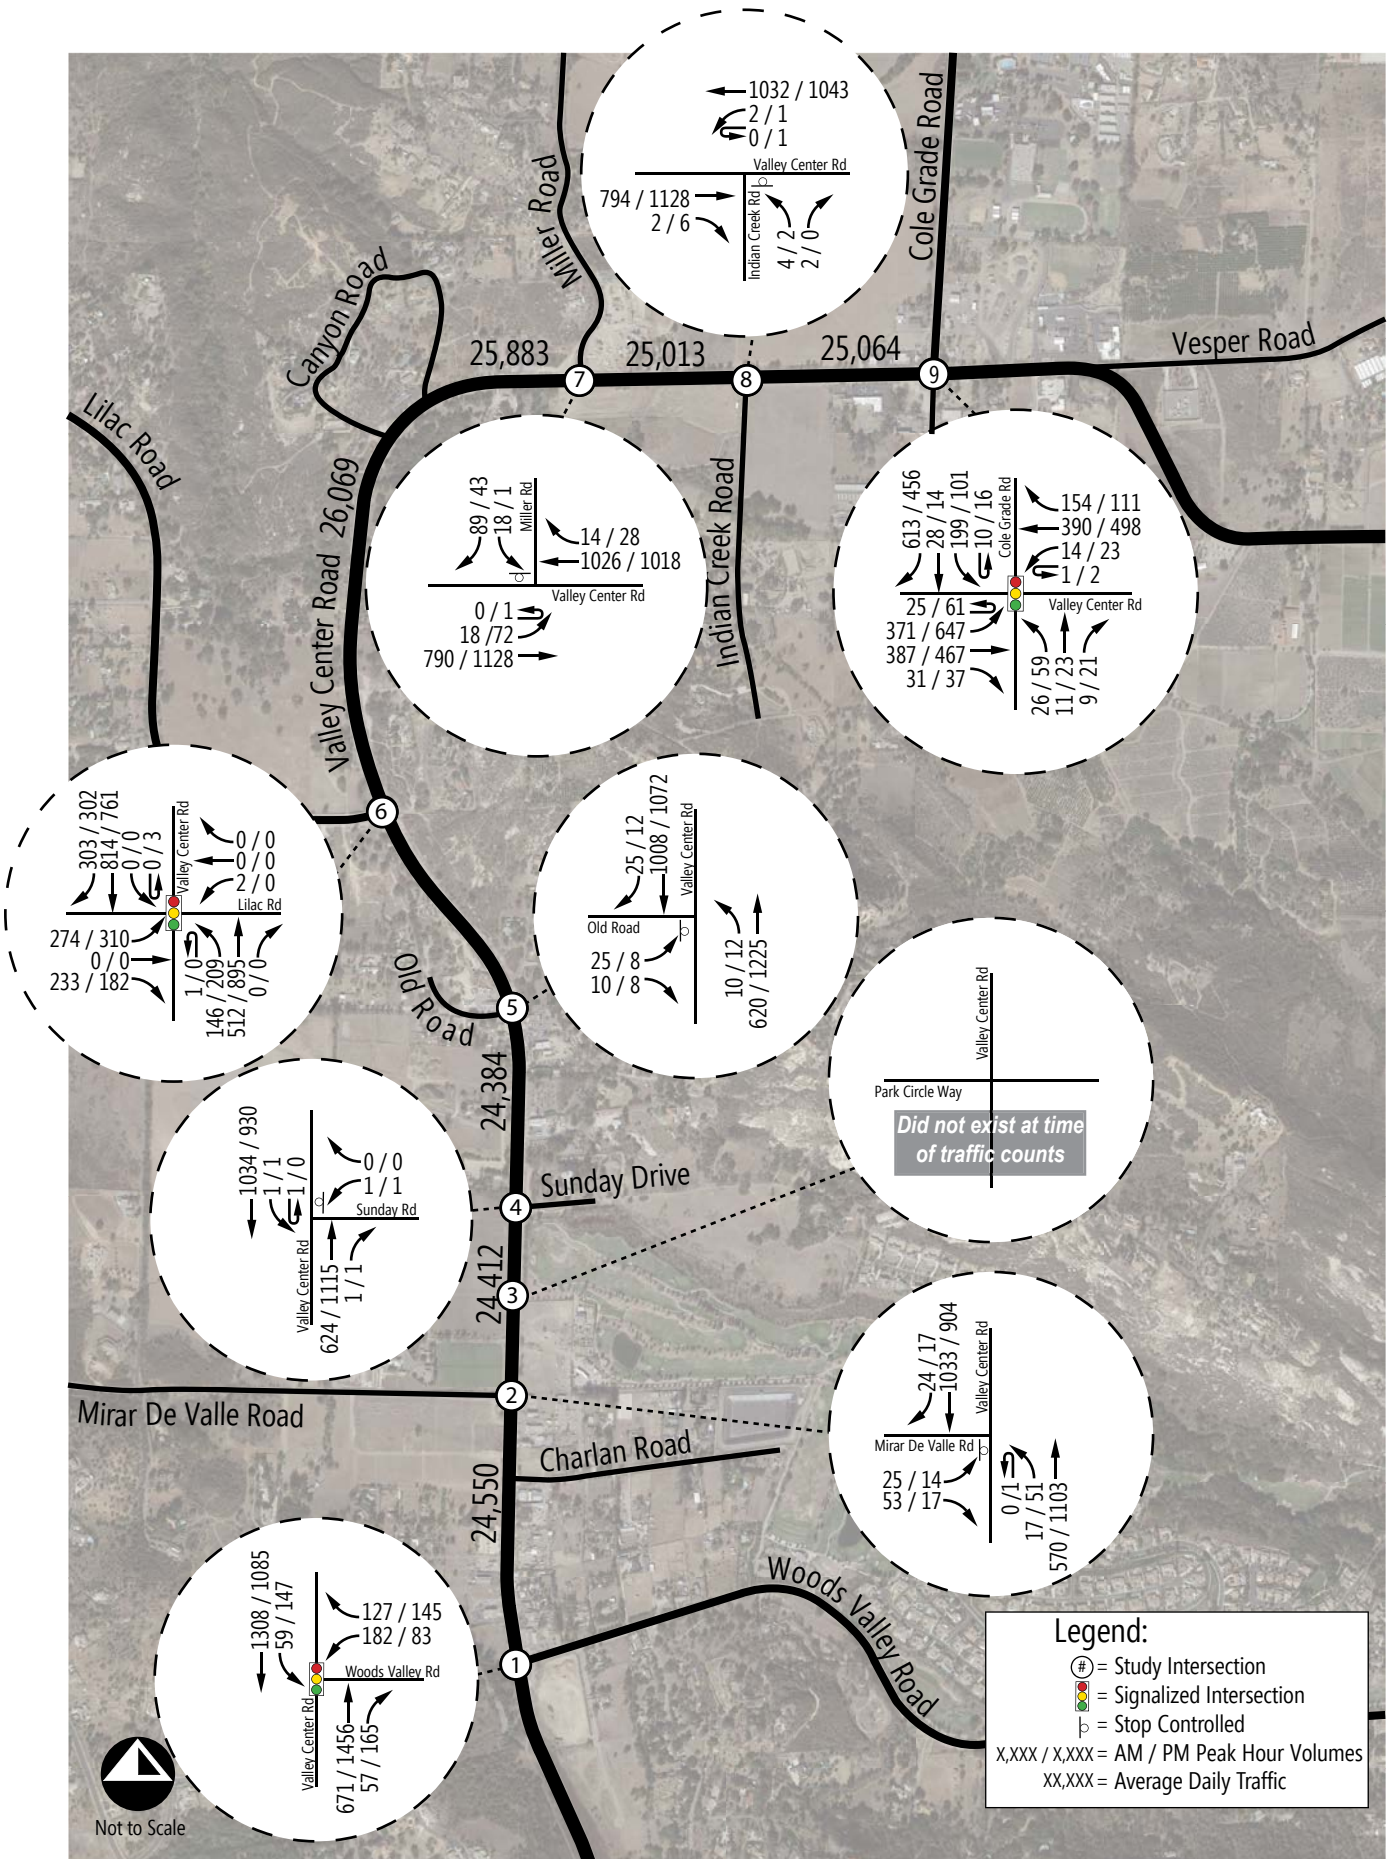 1032 / 1043
2 / 1
0 / 1
Valley Center Rd
794 / 1128
2 / 6
Indian Creek Rd
4 / 2
2 / 0
Miller Road
Cole Grade Road
Canyon Road
Lilac Road
25,883
25,013
25,064
Vesper Road
7
8
9
Valley Center Road
26,069
Indian Creek Road
89 / 43
18 / 1
Miller Rd
14 / 28
1026 / 1018
Valley Center Rd
0 / 1
18 /72
790 / 1128
613 / 456
28 / 14
199 / 101
10 / 16
Cole Grade Rd
154 / 111
390 / 498
14 / 23
1 / 2
Valley Center Rd
25 / 61
371 / 647
387 / 467
31 / 37
26 / 59
11 / 23
9 / 21
6
303 / 302
814 / 761
0 / 0
0 / 3
Valley Center Rd
0 / 0
0 / 0
2 / 0
Lilac Rd
274 / 310
0 / 0
233 / 182
1 / 0
146 / 209
512 / 895
0 / 0
25 / 12
1008 / 1072
Valley Center Rd
Old Road
25 / 8
10 / 8
10 / 12
620 / 1225
Old Road
5
24,384
Valley Center Rd
Park Circle Way
Did not exist at time
of traffic counts
1034 / 930
1 / 1
1 / 0
0 / 0
1 / 1
Sunday Rd
Valley Center Rd
624 / 1115
1 / 1
4
Sunday Drive
24,412
3
2
Mirar De Valle Road
Charlan Road
24,550
24 / 17
1033 / 904
Valley Center Rd
Mirar De Valle Rd
25 / 14
53 / 17
0 /1
17 / 51
570 / 1103
1308 / 1085
59 / 147
127 / 145
182 / 83
Woods Valley Rd
Valley Center Rd
671 / 1456
57 / 165
1
Woods Valley Road
Legend:
# = Study Intersection
= Signalized Intersection
= Stop Controlled
X,XXX / X,XXX = AM / PM Peak Hour Volumes
XX,XXX = Average Daily Traffic
Not to Scale